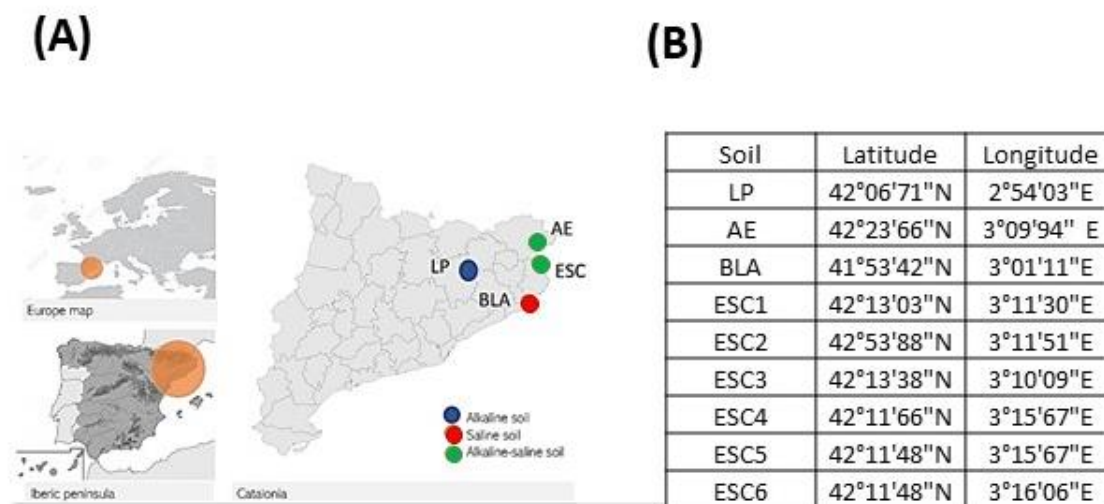 (A)
(B)
Europe map
Iberic peninsula
AE
LP
ESC
BLA
Alkaline soil
Saline soil
Alkaline-saline soil
Cataionia
Soil Latitude Longitude
LP 42°06'71"N 2°54'03"E
AE 42°23'66"N 3°09'94" E
BLA 41°53'42"N 3°01'11"E
ESC1 42°13'03"N 3°11'30"E
ESC2 42°53'88"N 3°11'51"E
ESC3 42°13'38"N 3°10'09"E
ESC4 42°11'66"N 3°15'67"E
ESC5 42°11'48"N 3°15'67"E
ESC6 42°11'48"N 3°16'06"E